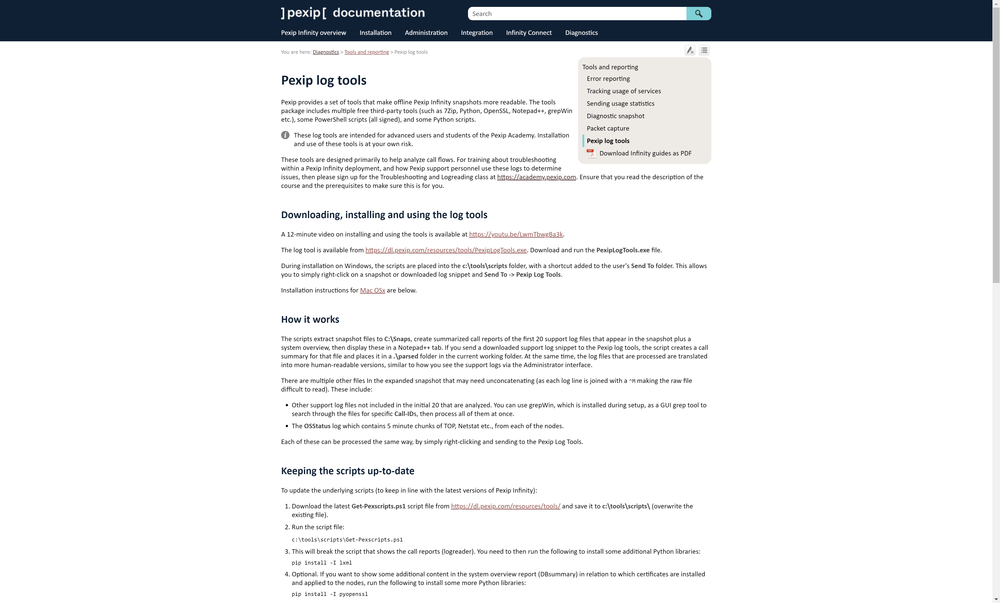 ]pexip[ documentation
Search
Pexip Infinity overview Installation Administration Integration Infinity Connect Diagnostics
You are here: Diagnostics > Tools and reporting > Pexip log tools
Tools and reporting
Error reporting
Tracking usage of services
Sending usage statistics
Diagnostic snapshot
Packet capture
Pexip log tools
PDF Download Infinity guides as PDF
Pexip log tools
Pexip provides a set of tools that make offline Pexip Infinity snapshots more readable. The tools
package includes multiple free third-party tools (such as 7Zip, Python, OpenSSL, Notepad++, grepWin
etc.), some PowerShell scripts (all signed), and some Python scripts.
i These log tools are intended for advanced users and students of the Pexip Academy. Installation
and use of these tools is at your own risk.
These tools are designed primarily to help analyze call flows. For training about troubleshooting
within a Pexip Infinity deployment, and how Pexip support personnel use these logs to determine
issues, then please sign up for the Troubleshooting and Logreading class at https://academy.pexip.com. Ensure that you read the description of the
course and the prerequisites to make sure this is for you.
Downloading, installing and using the log tools
A 12-minute video on installing and using the tools is available at https://youtu.be/LwmTbwgBa3k.
The log tool is available from https://dl.pexip.com/resources/tools/PexipLogTools.exe. Download and run the PexipLogTools.exe file.
During installation on Windows, the scripts are placed into the c:\tools\scripts folder, with a shortcut added to the user's Send To folder. This allows
you to simply right-click on a snapshot or downloaded log snippet and Send To -> Pexip Log Tools.
Installation instructions for Mac OSx are below.
How it works
The scripts extract snapshot files to C:\Snaps, create summarized call reports of the first 20 support log files that appear in the snapshot plus a
system overview, then display these in a Notepad++ tab. If you send a downloaded support log snippet to the Pexip log tools, the script creates a call
summary for that file and places it in a .\parsed folder in the current working folder. At the same time, the log files that are processed are translated
into more human-readable versions, similar to how you see the support logs via the Administrator interface.
There are multiple other files In the expanded snapshot that may need unconcatenating (as each log line is joined with a ^M making the raw file
difficult to read). These include:
• Other support log files not included in the initial 20 that are analyzed. You can use grepWin, which is installed during setup, as a GUI grep tool to
search through the files for specific Call-IDs, then process all of them at once.
• The OSStatus log which contains 5 minute chunks of TOP, Netstat etc., from each of the nodes.
Each of these can be processed the same way, by simply right-clicking and sending to the Pexip Log Tools.
Keeping the scripts up-to-date
To update the underlying scripts (to keep in line with the latest versions of Pexip Infinity):
1. Download the latest Get-Pexscripts.ps1 script file from https://dl.pexip.com/resources/tools/ and save it to c:\tools\scripts\ (overwrite the
existing file).
2. Run the script file:
c:\tools\scripts\Get-Pexscripts.ps1
3. This will break the script that shows the call reports (logreader). You need to then run the following to install some additional Python libraries:
pip install -I lxml
4. Optional. If you want to show some additional content in the system overview report (DBsummary) in relation to which certificates are installed
and applied to the nodes, run the following to install some more Python libraries:
pip install -I pyopenssl